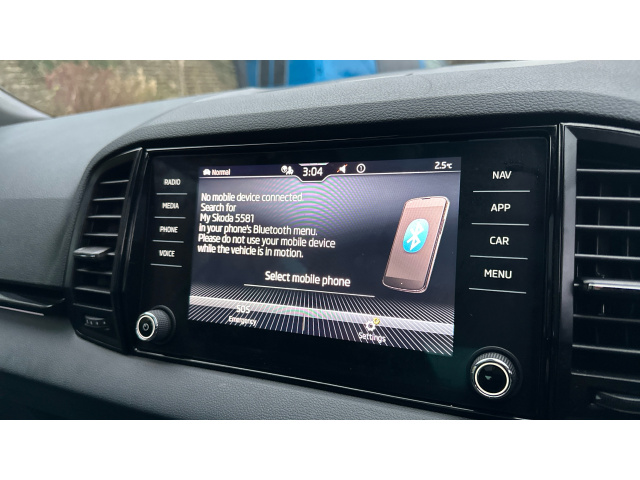 Normal
3:04
2.5°C
RADIO
MEDIA
PHONE
VOICE
No mobile device connected.
Search for
My Skoda 5581
in your phone's Bluetooth menu.
Please do not use your mobile device
while the vehicle is in motion.
Select mobile phone
SOS
Emergency
Settings
NAV
APP
CAR
MENU